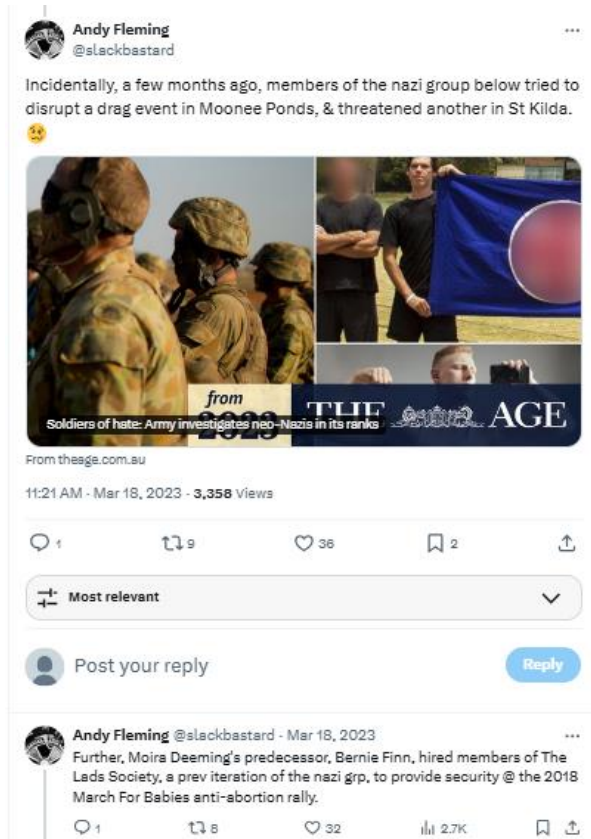 Andy Fleming
@slackbastard
Incidentally, a few months ago, members of the nazi group below tried to
disrupt a drag event in Moonee Ponds, & threatened another in St Kilda.
🤕
from
2023
THE AGE
Soldiers of hate: Army investigates neo-Nazis in its ranks
From theage.com.au
11:21 AM · Mar 18, 2023 · 3,358 Views
1 9 36 2
Most relevant
Post your reply
Reply
Andy Fleming @slackbastard · Mar 18, 2023
Further, Moira Deeming's predecessor, Bernie Finn, hired members of The
Lads Society, a prev iteration of the nazi grp, to provide security @ the 2018
March For Babies anti-abortion rally.
1 8 32 2.7K